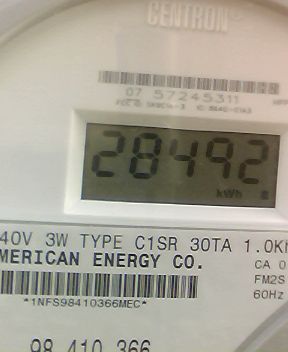 CENTRON®
07 57245311
28492
kWh
40V 3W TYPE C1SR 30TA 1.0Kh
MERICAN ENERGY CO.
CA 0
FM2S
60Hz
*1NFS98410366MEC*
98 410 366